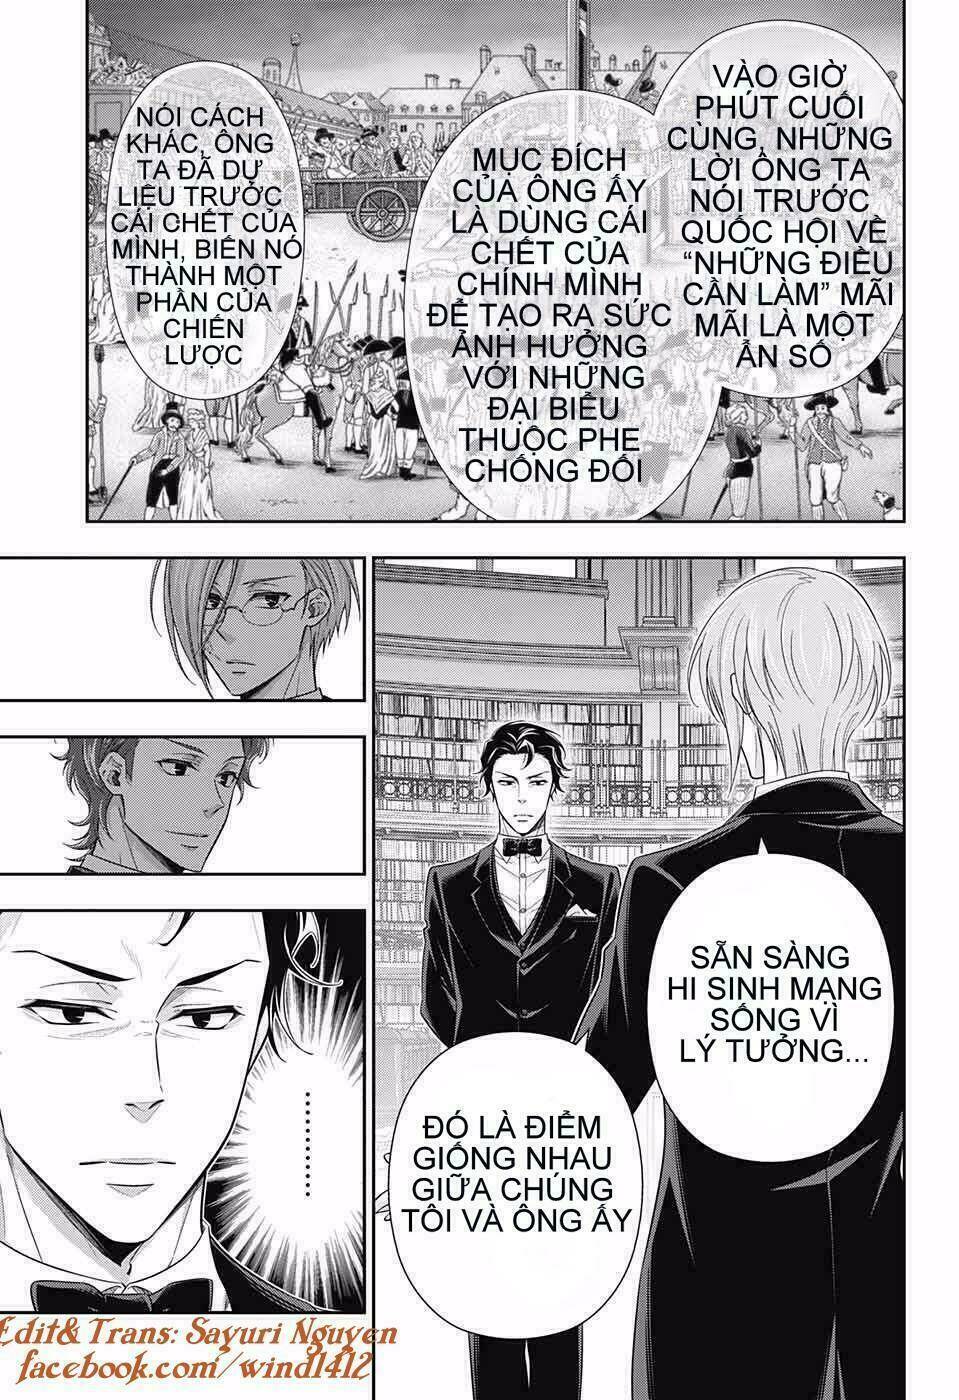 VÀO GIỜ
PHÚT CUỐI
CÙNG, NHỮNG
LỜI ÔNG TA
NÓI TRƯỚC
QUỐC HỘI VỀ
“NHỮNG ĐIỀU
CẦN LÀM” MÃI
MÃI LÀ MỘT
ẨN SỐ
MỤC ĐÍCH
CỦA ÔNG ẤY
LÀ DÙNG CÁI
CHẾT CỦA
CHÍNH MÌNH
ĐỂ TẠO RA SỨC
ẢNH HƯỞNG
VỚI NHỮNG
ĐẠI BIỂU
THUỘC PHE
CHỐNG ĐỐI
NÓI CÁCH
KHÁC, ÔNG
TA ĐÃ DỰ
LIỆU TRƯỚC
CÁI CHẾT CỦA
MÌNH, BIẾN NÓ
THÀNH MỘT
PHẦN CỦA
CHIẾN
LƯỢC
SẴN SÀNG
HI SINH MẠNG
SỐNG VÌ
LÝ TƯỞNG...
ĐÓ LÀ ĐIỂM
GIỐNG NHAU
GIỮA CHÚNG
TÔI VÀ ÔNG ẤY
..........
Edit& Trans: Sayuri Nguyen
facebook.com/wind1412